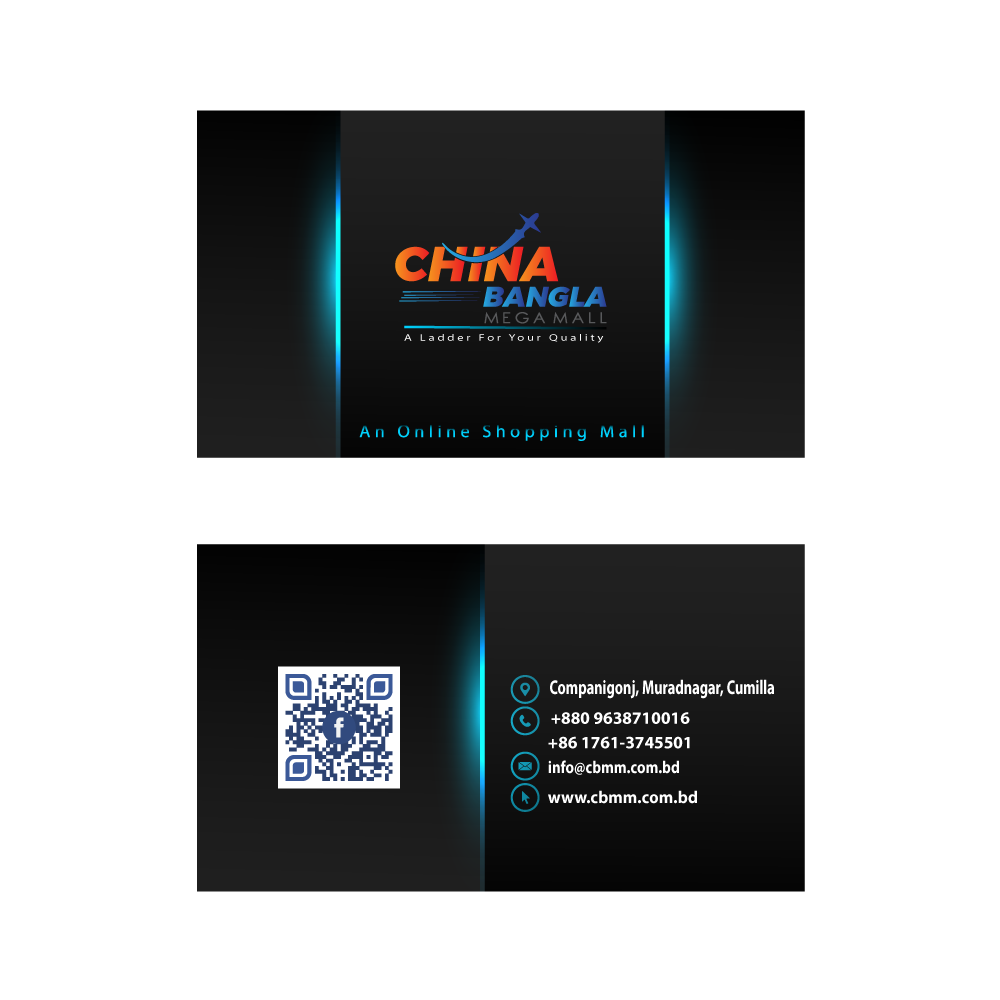 CHINA
BANGLA
MEGA MALL
A Ladder For Your Quality
An Online Shopping Mall
f
Companigonj, Muradnagar, Cumilla
+880 9638710016
+86 1761-3745501
info@cbmm.com.bd
www.cbmm.com.bd